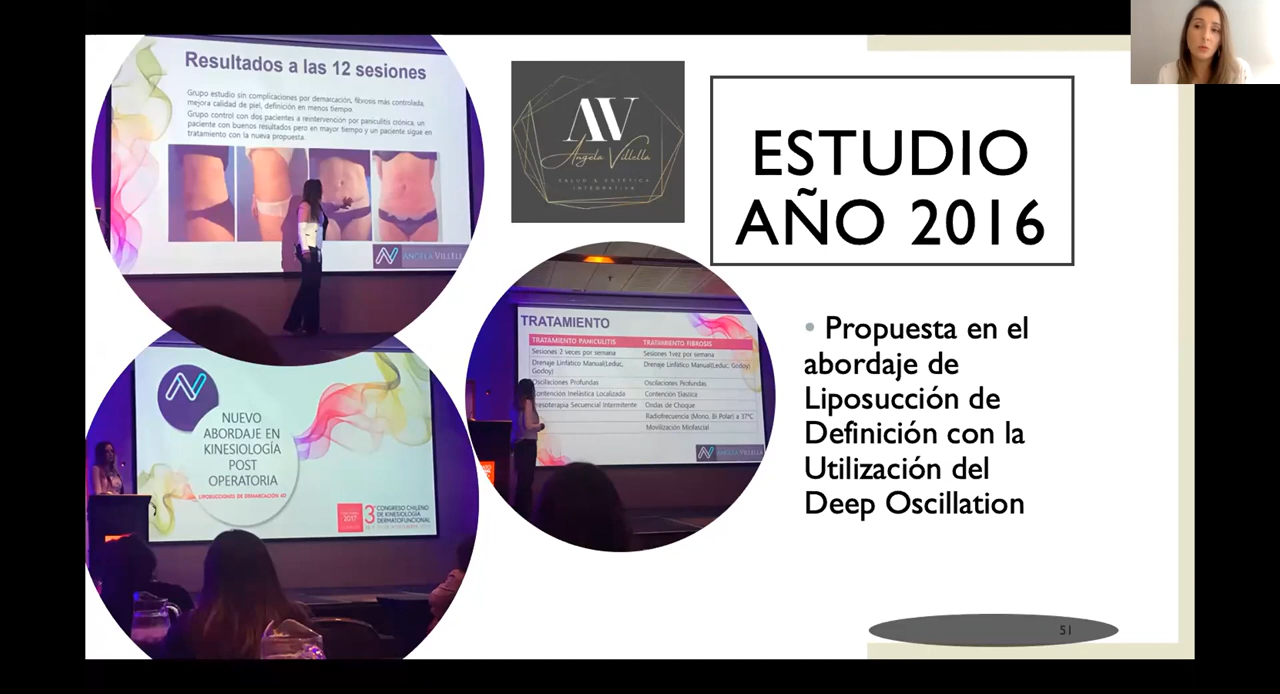 Resultados a las 12 sesiones
Grupo estudio sin complicaciones por demarcación, fibrosis más controlada,
mejora calidad de piel, definición en menos tiempo
Grupo control con dos pacientes a reintervención por paniculitis crónica, un
paciente con buenos resultados pero en mayor tiempo y un paciente sigue en
tratamiento con la nueva propuesta.
ANGELA VILLELL
AV
Angela Villella
SALUD & ESTÉTICA
INTEGRATIVA
ESTUDIO
AÑO 2016
TRATAMIENTO
TRATAMIENTO PANICULITIS TRATAMIENTO FIBROSIS
Sesiones 2 veces por semana Sesiones 1vez por semana
Drenaje Linfático Manual(Leduc, Drenaje Linfático Manual(Leduc, Godoy)
Godoy)
Oscilaciones Profundas Oscilaciones Profundas
Contención Inelástica Localizada Contención Elástica
Presoterapia Secuencial Intermitente Ondas de Choque
Radiofrecuencia (Mono, Bi Polar) a 37°C
Movilización Miofascial
ANGELA VILLELLA
NUEVO
ABORDAJE EN
KINESIOLOGÍA
POST
OPERATORIA
LIPOSUCCIONES DE DEMARCACIÓN 4D
2017
3°
CONGRESO CHILENO
DE KINESIOLOGÍA
DERMATOFUNCIONAL
• Propuesta en el
abordaje de
Liposucción de
Definición con la
Utilización del
Deep Oscillation
51